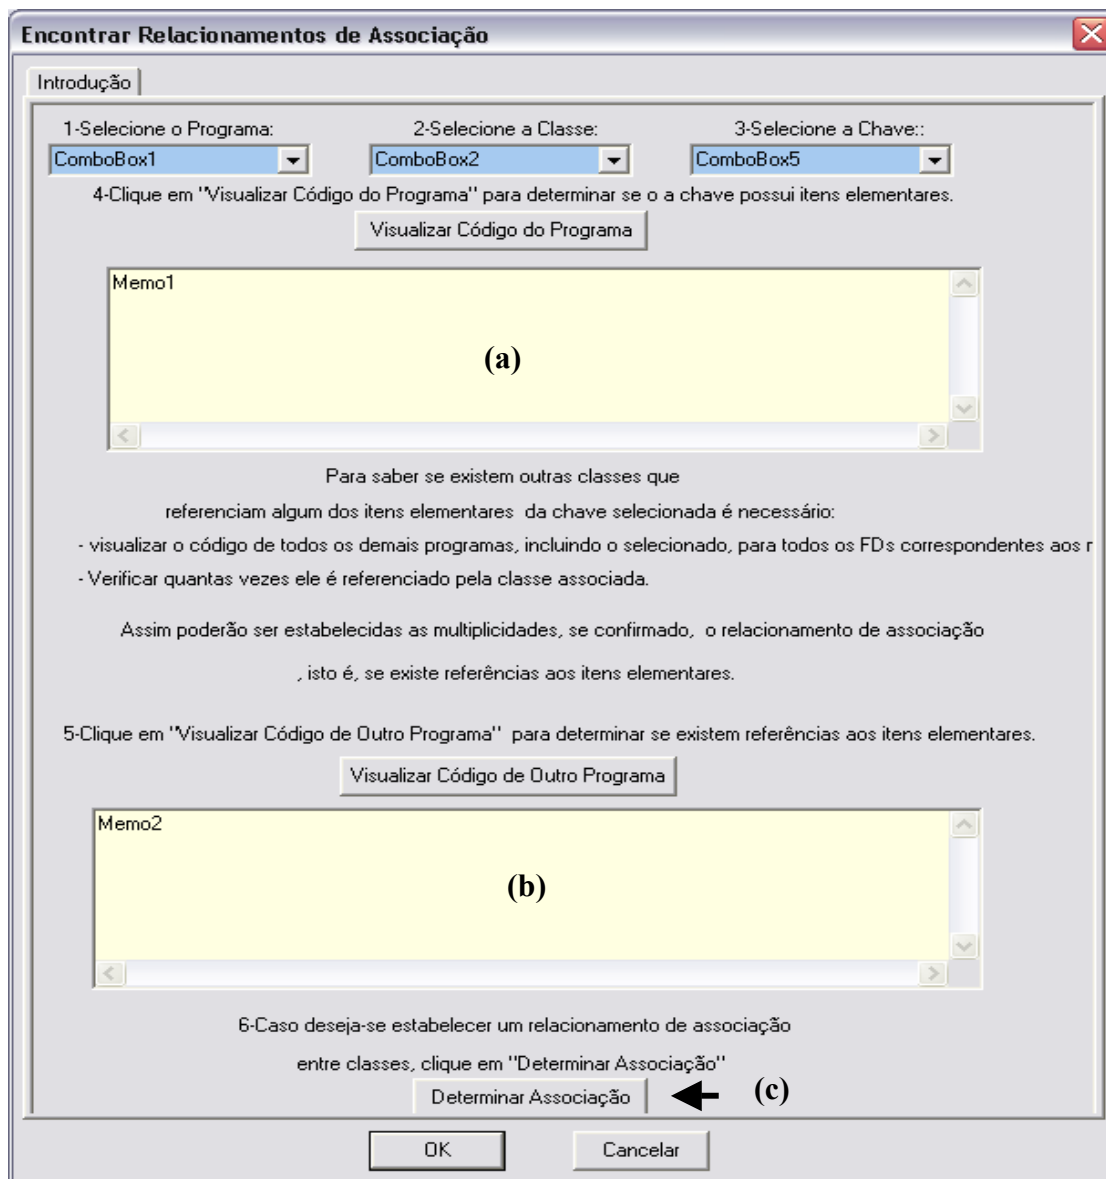 Encontrar Relacionamentos de Associação
Introdução
1-Selecione o Programa: 2-Selecione a Classe: 3-Selecione a Chave::
ComboBox1 ComboBox2 ComboBox5
4-Clique em "Visualizar Código do Programa" para determinar se o a chave possui itens elementares.
Visualizar Código do Programa
Memo1
(a)
Para saber se existem outras classes que
referenciam algum dos itens elementares da chave selecionada é necessário:
- visualizar o código de todos os demais programas, incluindo o selecionado, para todos os FDs correspondentes aos r
- Verificar quantas vezes ele é referenciado pela classe associada.
Assim poderão ser estabelecidas as multiplicidades, se confirmado, o relacionamento de associação
, isto é, se existe referências aos itens elementares.
5-Clique em "Visualizar Código de Outro Programa" para determinar se existem referências aos itens elementares.
Visualizar Código de Outro Programa
Memo2
(b)
6-Caso deseja-se estabelecer um relacionamento de associação
entre classes, clique em "Determinar Associação"
Determinar Associação (c)
OK Cancelar